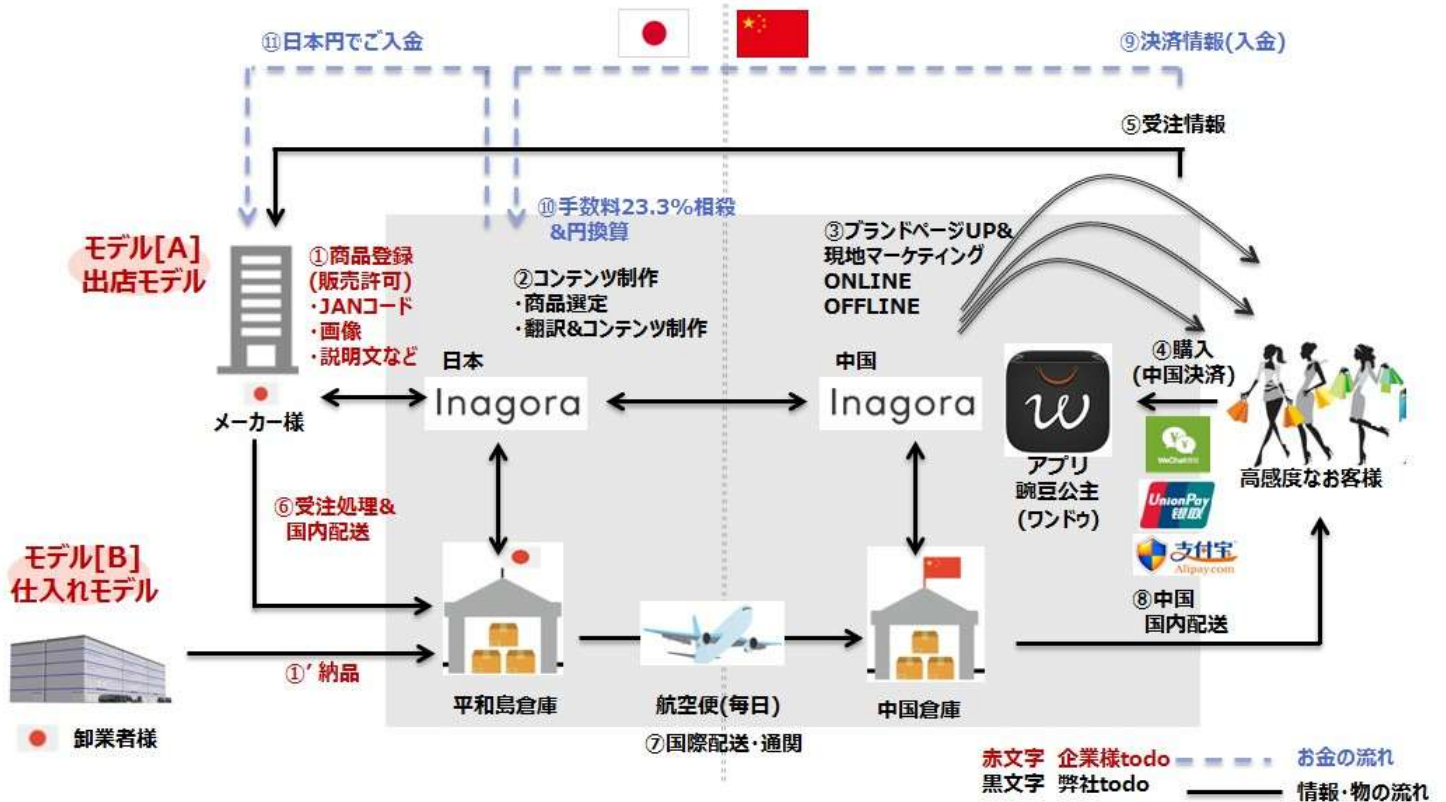 ⑪日本円でご入金
⑨決済情報(入金)
⑤受注情報
モデル[A]
出店モデル
①商品登録
(販売許可)
・JANコード
・画像
・説明文など
⑩手数料23.3%相殺
&円換算
②コンテンツ制作
・商品選定
・翻訳&コンテンツ制作
③ブランドページUP&
現地マーケティング
ONLINE
OFFLINE
日本
Inagora
中国
Inagora
w
アプリ
豌豆公主
(ワンドゥ)
④購入
(中国決済)
WeChat
UnionPay
银联
支付宝
Alipay.com
高感度なお客様
メーカー様
⑥受注処理&
国内配送
モデル[B]
仕入れモデル
①’納品
卸業者様
平和島倉庫
航空便(毎日)
中国倉庫
⑦国際配送・通関
⑧中国
国内配送
赤文字 企業様todo
お金の流れ
黒文字 弊社todo
情報・物の流れ